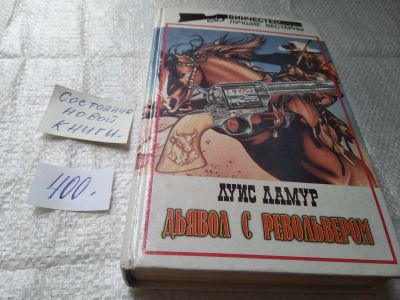 ВИНЧЕСТЕР
ЛУЧШИЕ ВЕСТЕРНЫ
Состояние
новой
книги.
400.
ЛУИС ЛАМУР
ДЬЯВОЛ С РЕВОЛЬВЕРОМ